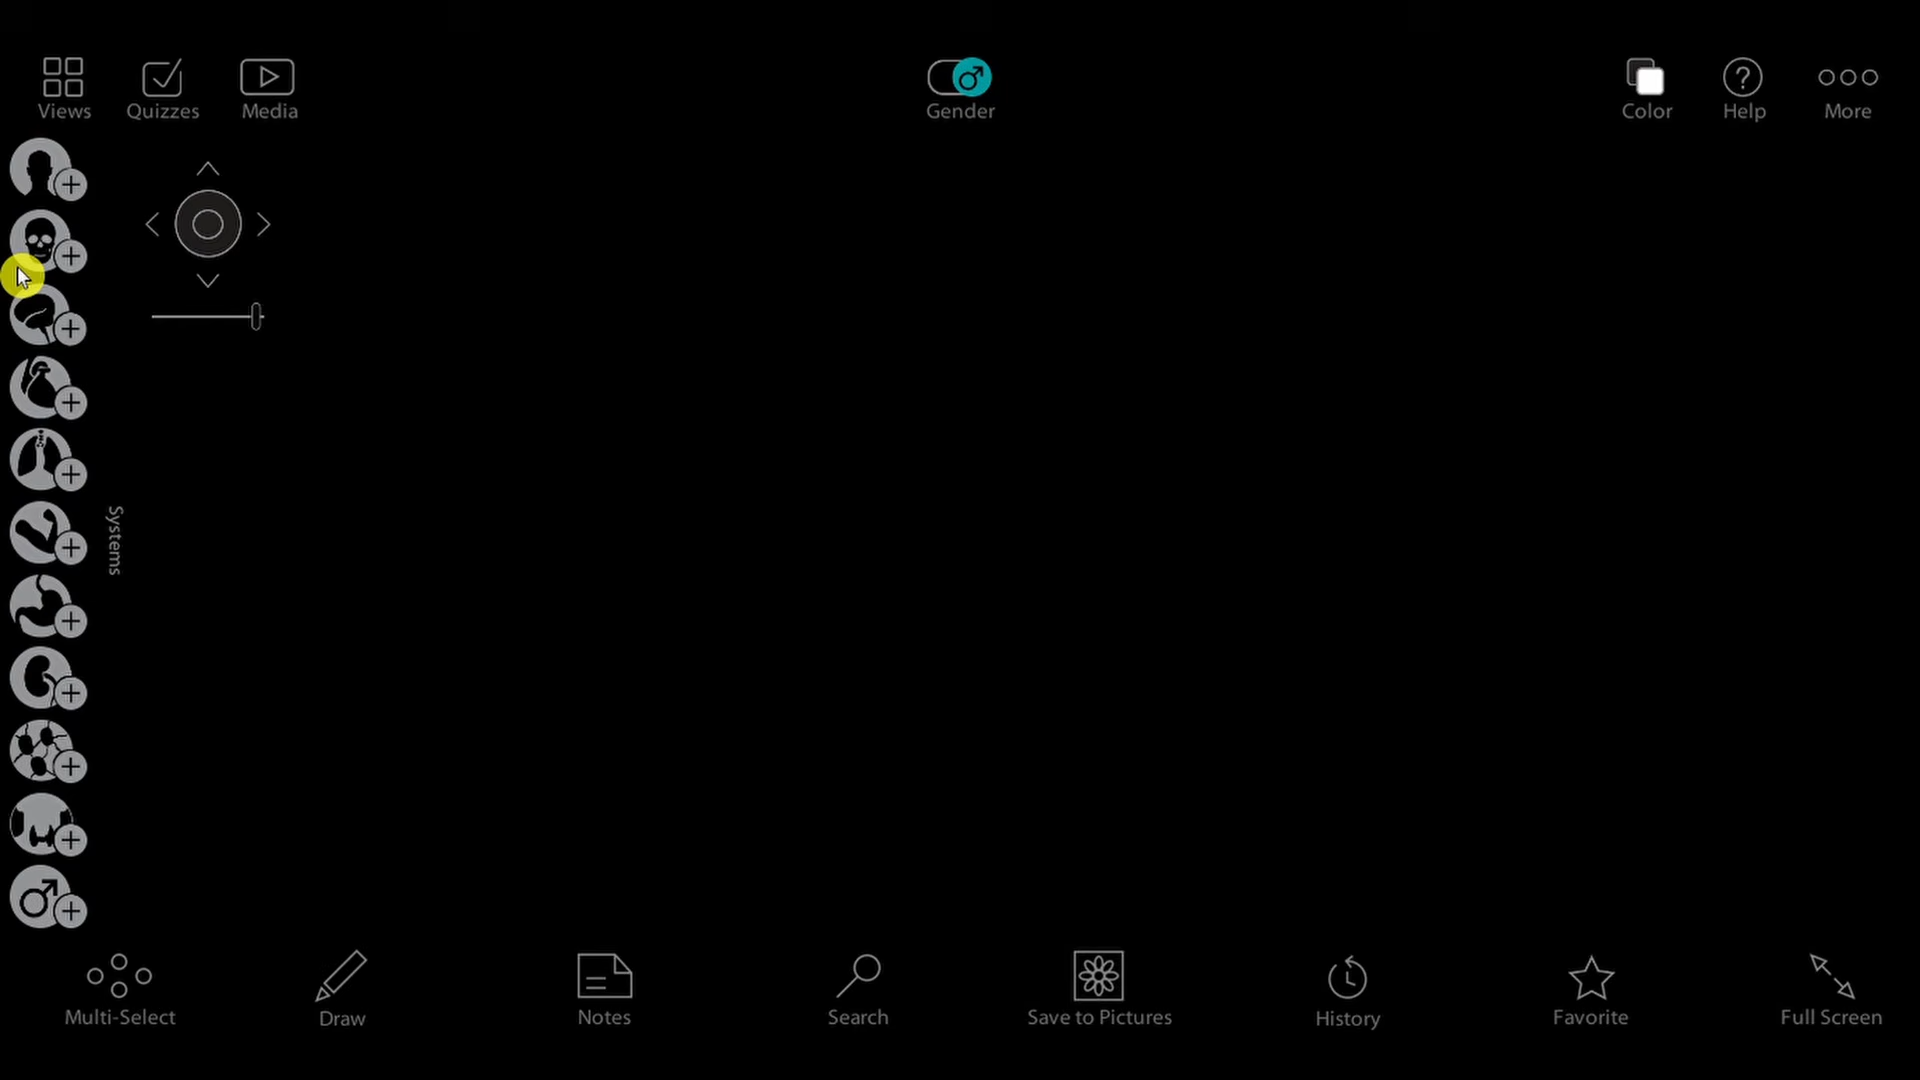 Views
Quizzes
Media
Gender
Color
Help
More
Systems
Multi-Select
Draw
Notes
Search
Save to Pictures
History
Favorite
Full Screen